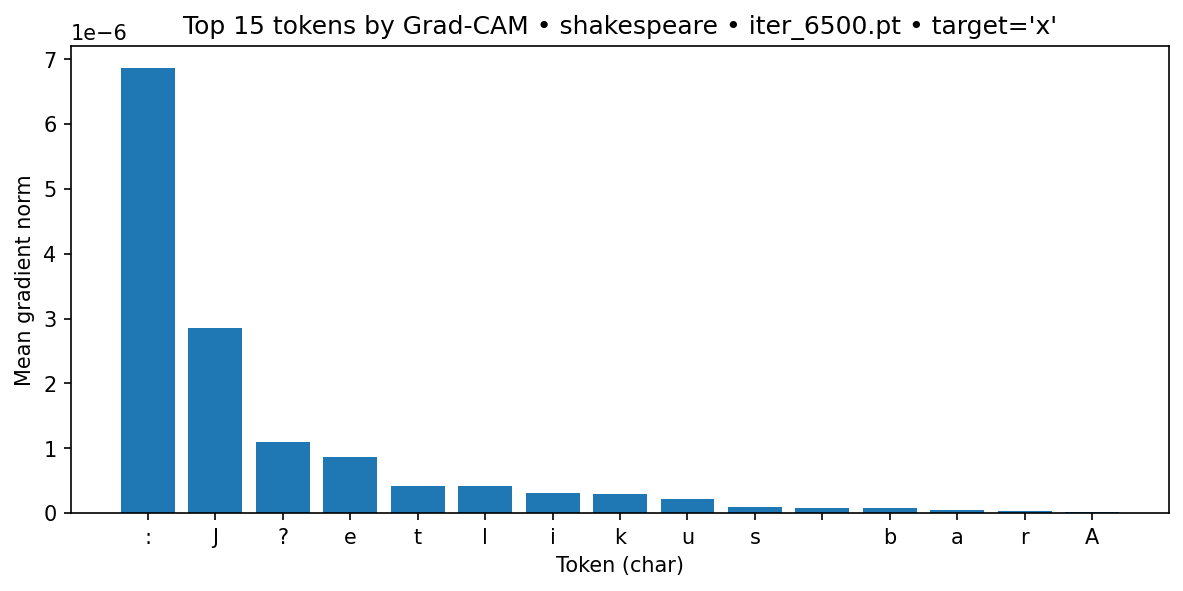 Top 15 tokens by Grad-CAM • shakespeare • iter_6500.pt • target='x'
1e−6
7
6
5
4
3
2
1
0
Mean gradient norm
: J ? e t l i k u s b a r A
Token (char)